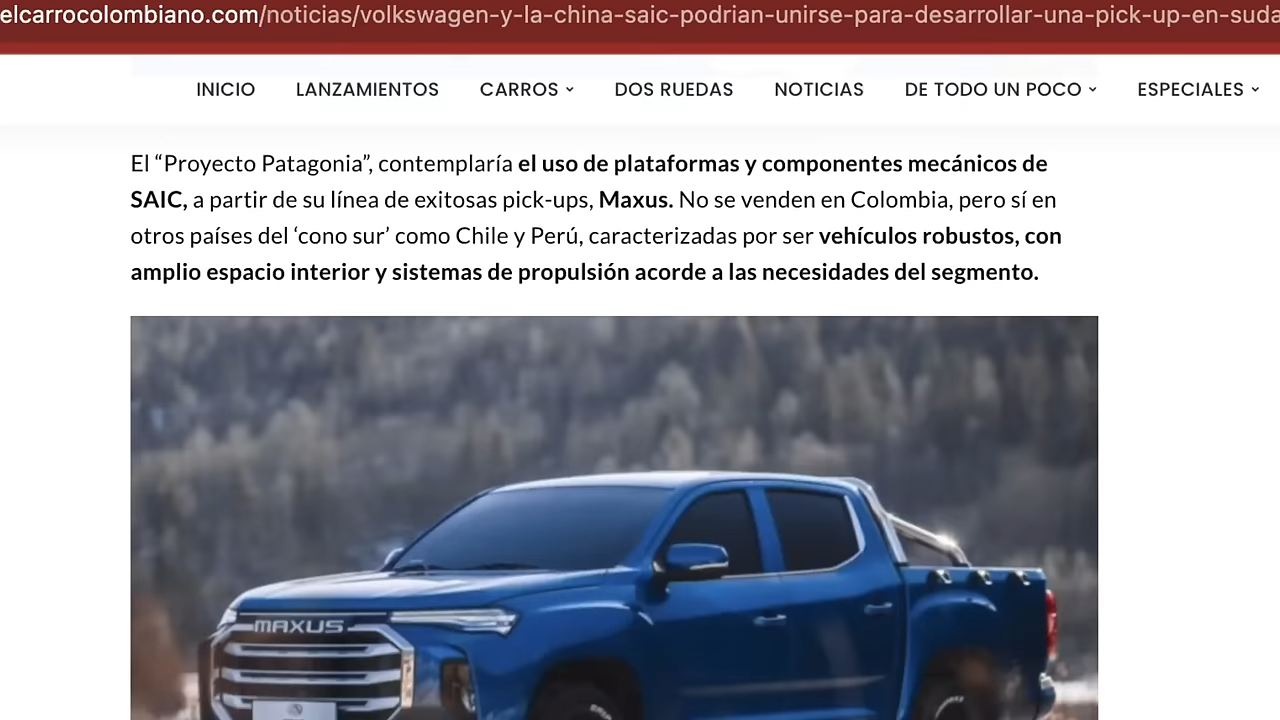 elcarrocolombiano.com/noticias/volkswagen-y-la-china-saic-podrian-unirse-para-desarrollar-una-pick-up-en-suda
INICIO LANZAMIENTOS CARROS DOS RUEDAS NOTICIAS DE TODO UN POCO ESPECIALES
El “Proyecto Patagonia”, contemplaría el uso de plataformas y componentes mecánicos de
SAIC, a partir de su línea de exitosas pick-ups, Maxus. No se venden en Colombia, pero sí en
otros países del ‘cono sur’ como Chile y Perú, caracterizadas por ser vehículos robustos, con
amplio espacio interior y sistemas de propulsión acorde a las necesidades del segmento.
MAXUS